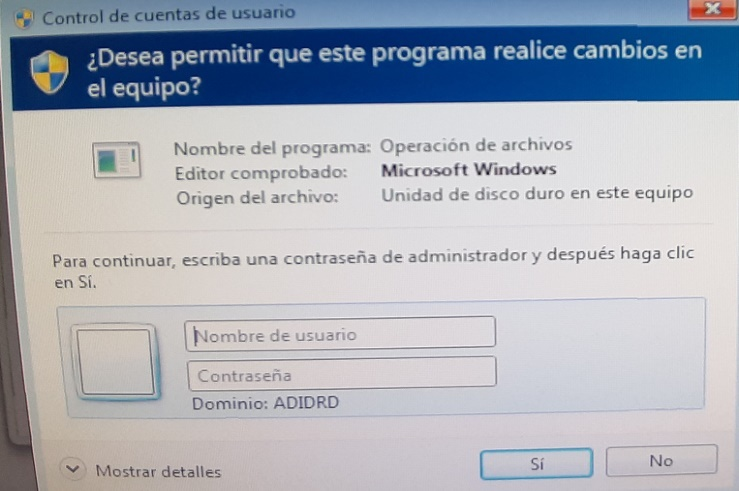 Control de cuentas de usuario
¿Desea permitir que este programa realice cambios en
el equipo?
Nombre del programa: Operación de archivos
Editor comprobado: Microsoft Windows
Origen del archivo: Unidad de disco duro en este equipo
Para continuar, escriba una contraseña de administrador y después haga clic
en Sí.
Nombre de usuario
Contraseña
Dominio: ADIDRD
Mostrar detalles
Sí
No